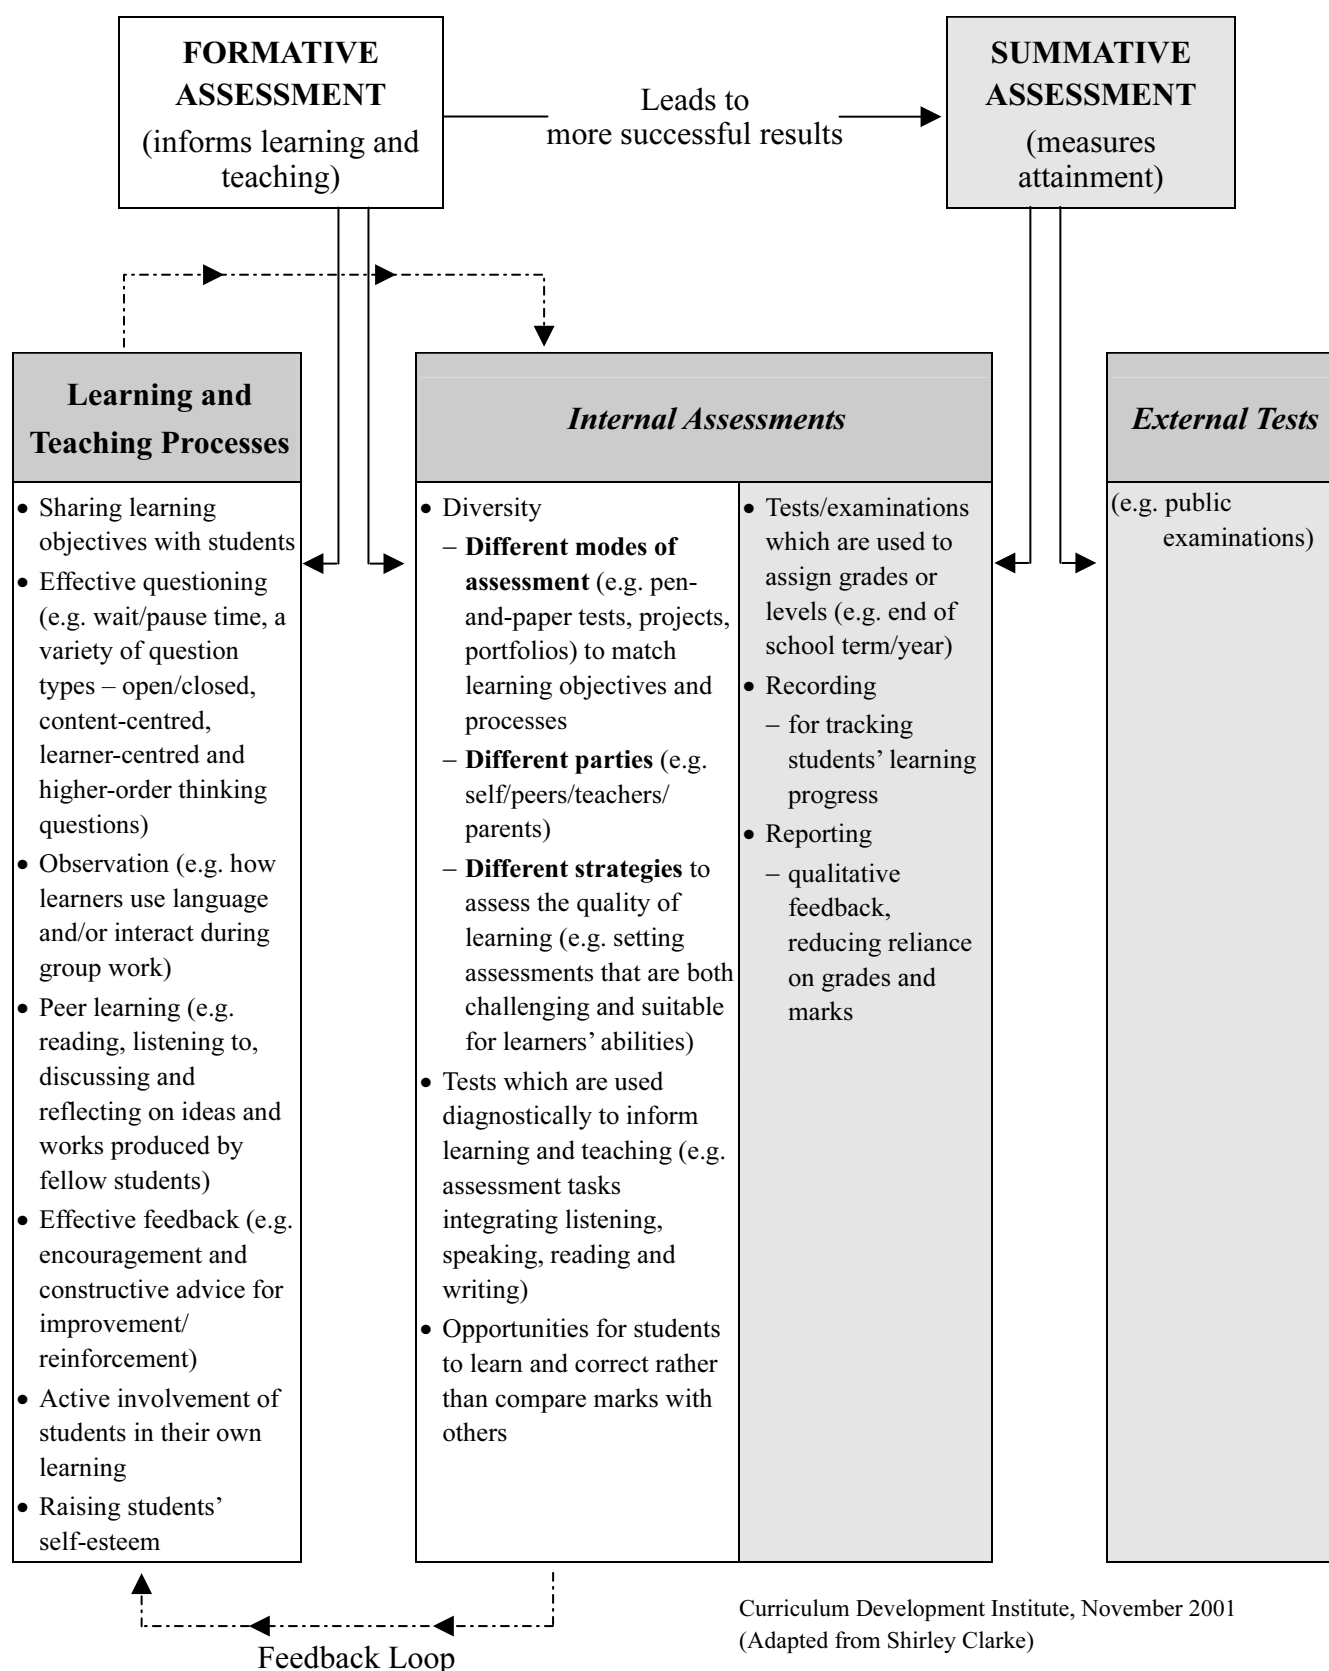 FORMATIVE
ASSESSMENT
(informs learning and
teaching)
Leads to
more successful results
SUMMATIVE
ASSESSMENT
(measures
attainment)
Learning and
Teaching Processes
• Sharing learning
objectives with students
• Effective questioning
(e.g. wait/pause time, a
variety of question
types – open/closed,
content-centred,
learner-centred and
higher-order thinking
questions)
• Observation (e.g. how
learners use language
and/or interact during
group work)
• Peer learning (e.g.
reading, listening to,
discussing and
reflecting on ideas and
works produced by
fellow students)
• Effective feedback (e.g.
encouragement and
constructive advice for
improvement/
reinforcement)
• Active involvement of
students in their own
learning
• Raising students’
self-esteem
Internal Assessments
• Diversity
– Different modes of
assessment (e.g. pen-
and-paper tests, projects,
portfolios) to match
learning objectives and
processes
– Different parties (e.g.
self/peers/teachers/
parents)
– Different strategies to
assess the quality of
learning (e.g. setting
assessments that are both
challenging and suitable
for learners’ abilities)
• Tests which are used
diagnostically to inform
learning and teaching (e.g.
assessment tasks
integrating listening,
speaking, reading and
writing)
• Opportunities for students
to learn and correct rather
than compare marks with
others
• Tests/examinations
which are used to
assign grades or
levels (e.g. end of
school term/year)
• Recording
– for tracking
students’ learning
progress
• Reporting
– qualitative
feedback,
reducing reliance
on grades and
marks
External Tests
(e.g. public
examinations)
Feedback Loop
Curriculum Development Institute, November 2001
(Adapted from Shirley Clarke)